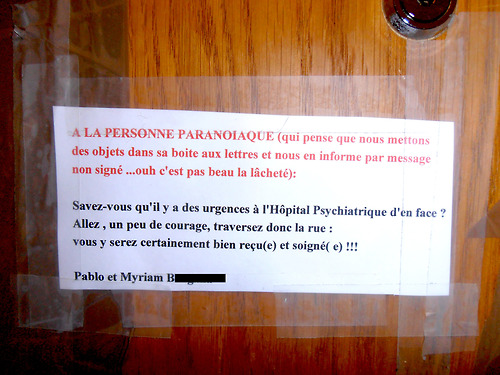 A LA PERSONNE PARANOIAQUE (qui pense que nous mettons
des objets dans sa boite aux lettres et nous en informe par message
non signé ...ouh c'est pas beau la lâcheté):
Savez-vous qu'il y a des urgences à l'Hôpital Psychiatrique d'en face ?
Allez , un peu de courage, traversez donc la rue :
vous y serez certainement bien reçu(e) et soigné( e) !!!
Pablo et Myriam B